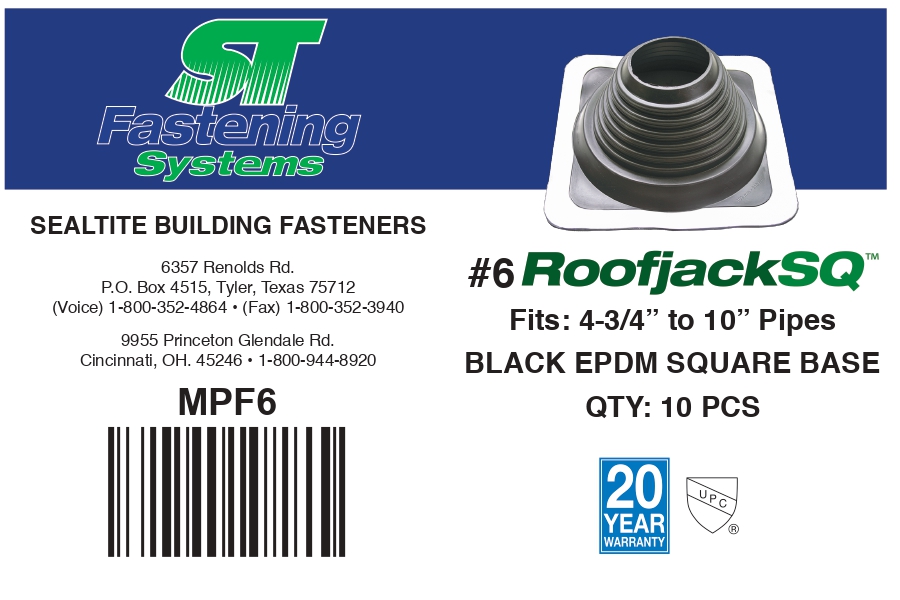 ST
Fastening
Systems
SEALTITE BUILDING FASTENERS
6357 Renolds Rd.
P.O. Box 4515, Tyler, Texas 75712
(Voice) 1-800-352-4864 • (Fax) 1-800-352-3940
9955 Princeton Glendale Rd.
Cincinnati, OH. 45246 • 1-800-944-8920
MPF6
#6 RoofjackSQ™
Fits: 4-3/4” to 10” Pipes
BLACK EPDM SQUARE BASE
QTY: 10 PCS
20
YEAR
WARRANTY
UPC
®